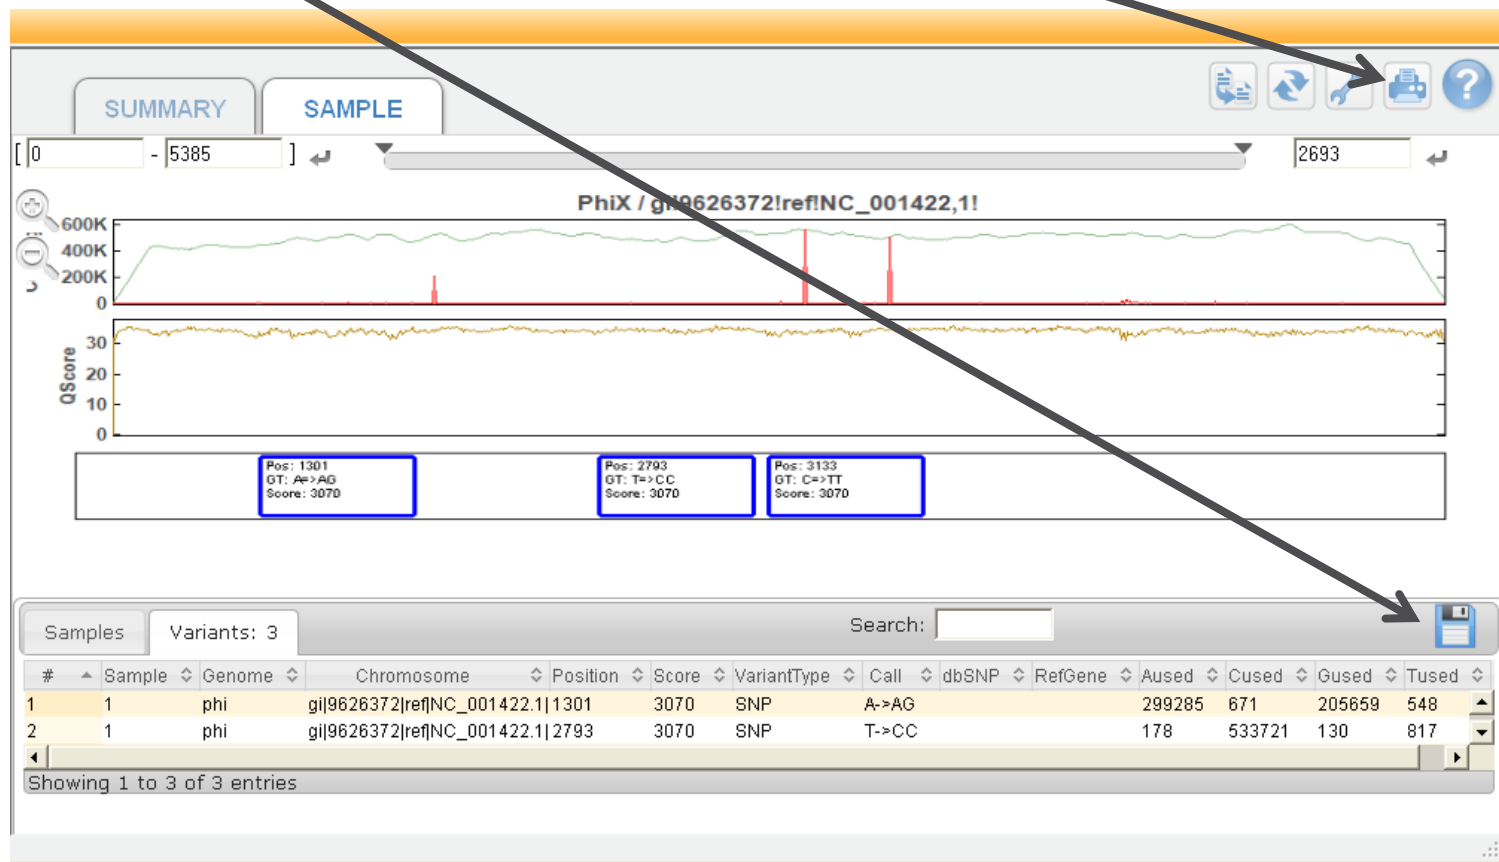 SUMMARY SAMPLE ?
[ 0 - 5385 ] 2693
PhiX / gi!9626372!ref!NC_001422,1!
600K
400K
200K
0
QScore
30
20
10
0
Pos: 1301
GT: A=>AG
Score: 3070
Pos: 2793
GT: T=>CC
Score: 3070
Pos: 3133
GT: C=>TT
Score: 3070
Samples Variants: 3 Search:
# Sample Genome Chromosome Position Score VariantType Call dbSNP RefGene Aused Cused Gused Tused
1 1 phi gi|9626372|ref|NC_001422.1| 1301 3070 SNP A->AG 299285 671 205659 548
2 1 phi gi|9626372|ref|NC_001422.1| 2793 3070 SNP T->CC 178 533721 130 817
Showing 1 to 3 of 3 entries